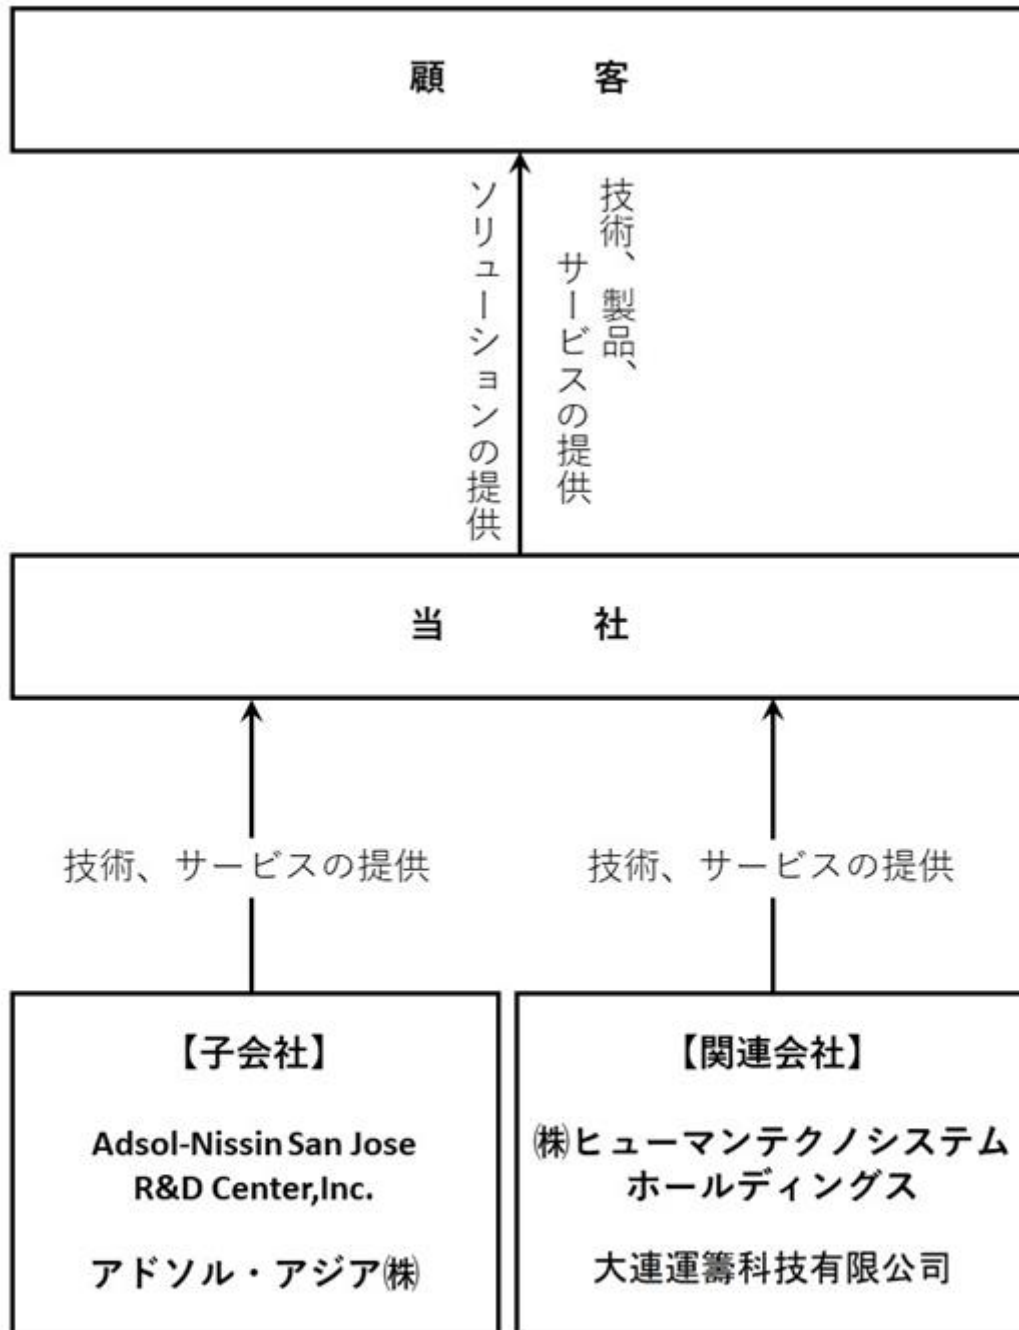 顧 客
ソリューションの提供
技術、製品、
サービスの提供
当 社
技術、サービスの提供
技術、サービスの提供
【子会社】
Adsol-Nissin San Jose
R&D Center,Inc.
アドソル・アジア㈱
【関連会社】
㈱ヒューマンテクノシステム
ホールディングス
大連運籌科技有限公司